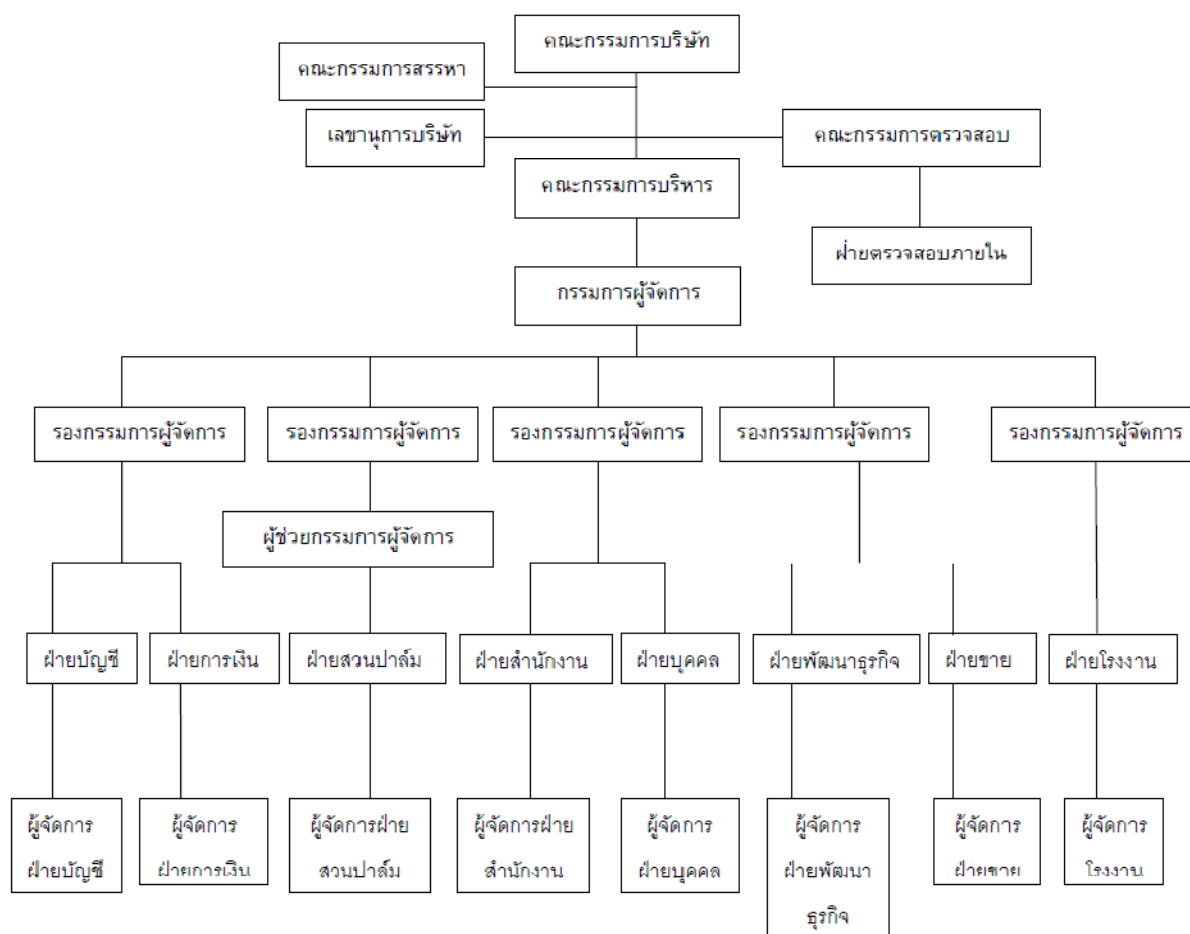 คณะกรรมการบริษัท
คณะกรรมการสรรหา
เลขานุการบริษัท
คณะกรรมการตรวจสอบ
คณะกรรมการบริหาร
ฝ่ายตรวจสอบภายใน
กรรมการผู้จัดการ
รองกรรมการผู้จัดการ
รองกรรมการผู้จัดการ
รองกรรมการผู้จัดการ
รองกรรมการผู้จัดการ
รองกรรมการผู้จัดการ
ผู้ช่วยกรรมการผู้จัดการ
ฝ่ายบัญชี
ฝ่ายการเงิน
ฝ่ายสวนปาล์ม
ฝ่ายสำนักงาน
ฝ่ายบุคคล
ฝ่ายพัฒนาธุรกิจ
ฝ่ายขาย
ฝ่ายโรงงาน
ผู้จัดการ
ฝ่ายบัญชี
ผู้จัดการ
ฝ่ายการเงิน
ผู้จัดการฝ่าย
สวนปาล์ม
ผู้จัดการฝ่าย
สำนักงาน
ผู้จัดการ
ฝ่ายบุคคล
ผู้จัดการ
ฝ่ายพัฒนา
ธุรกิจ
ผู้จัดการ
ฝ่ายขาย
ผู้จัดการ
โรงงาน